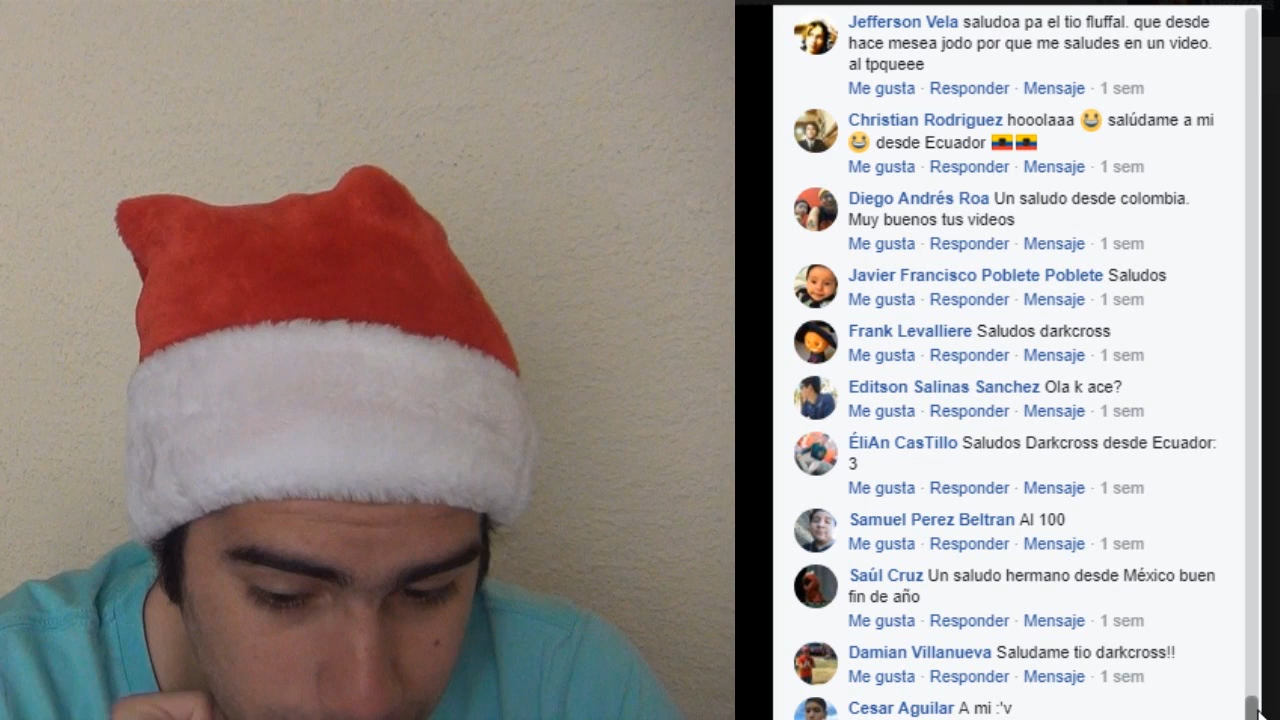 Jefferson Vela saludoa pa el tio fluffal. que desde
hace mesea jodo por que me saludes en un video.
al tpqueee
Me gusta · Responder · Mensaje · 1 sem
Christian Rodriguez hooolaaa 😀 salúdame a mi
😀 desde Ecuador 🇪🇨🇪🇨
Me gusta · Responder · Mensaje · 1 sem
Diego Andrés Roa Un saludo desde colombia.
Muy buenos tus videos
Me gusta · Responder · Mensaje · 1 sem
Javier Francisco Poblete Poblete Saludos
Me gusta · Responder · Mensaje · 1 sem
Frank Levalliere Saludos darkcross
Me gusta · Responder · Mensaje · 1 sem
Editson Salinas Sanchez Ola k ace?
Me gusta · Responder · Mensaje · 1 sem
ÉliAn CasTillo Saludos Darkcross desde Ecuador:
3
Me gusta · Responder · Mensaje · 1 sem
Samuel Perez Beltran Al 100
Me gusta · Responder · Mensaje · 1 sem
Saúl Cruz Un saludo hermano desde México buen
fin de año
Me gusta · Responder · Mensaje · 1 sem
Damian Villanueva Saludame tio darkcross!!
Me gusta · Responder · Mensaje · 1 sem
Cesar Aguilar A mi :'v